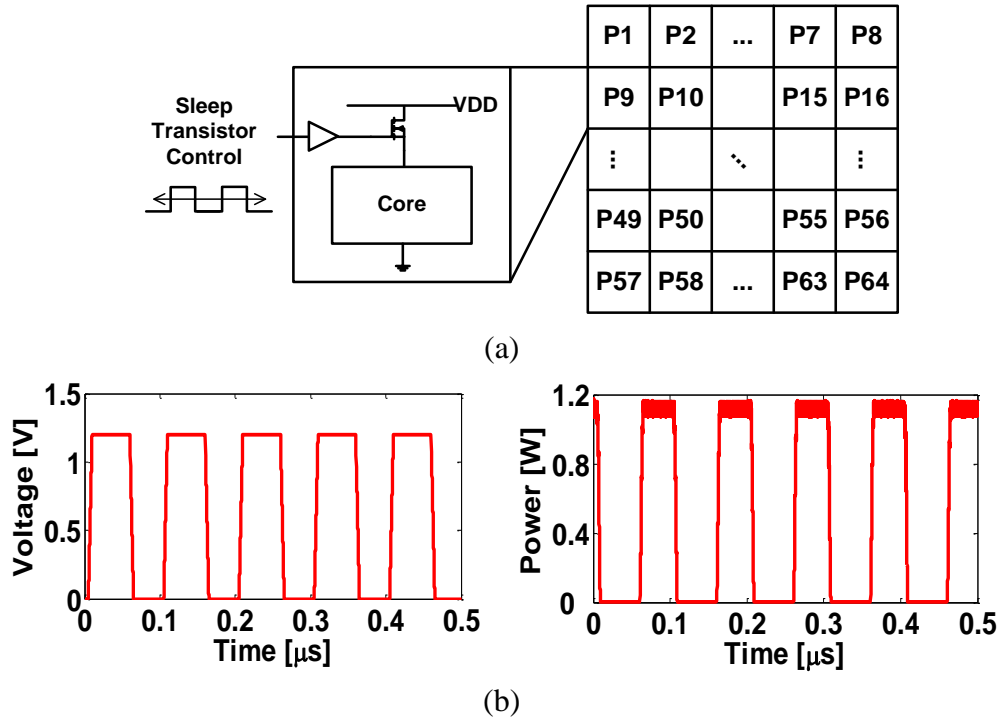 P1 P2 ... P7 P8
P9 P10 P15 P16
⋮ ⋱ ⋮
P49 P50 P55 P56
P57 P58 ... P63 P64
Sleep
Transistor
Control
VDD
Core
(a)
1.5
1
0.5
0
Voltage [V]
0 0.1 0.2 0.3 0.4 0.5
Time [μs]
1.2
0.8
0.4
0
Power [W]
0 0.1 0.2 0.3 0.4 0.5
Time [μs]
(b)